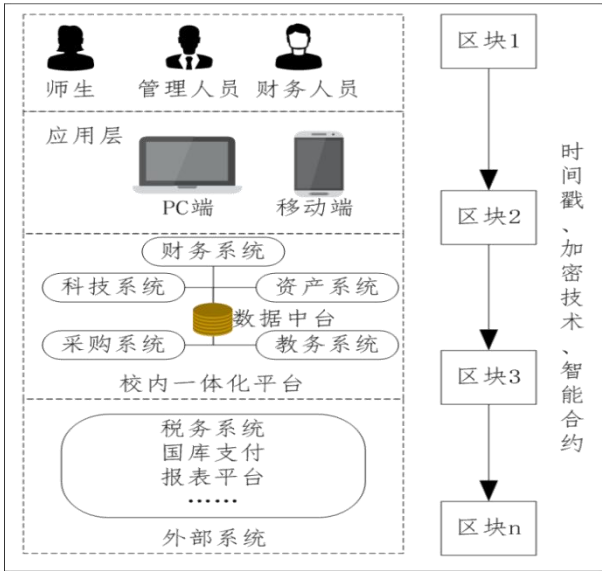 师生 管理人员 财务人员
应用层
PC端 移动端
财务系统
科技系统 资产系统
数据中台
采购系统 教务系统
校内一体化平台
税务系统
国库支付
报表平台
……
外部系统
区块1
区块2
区块3
区块n
时间戳、加密技术、智能合约